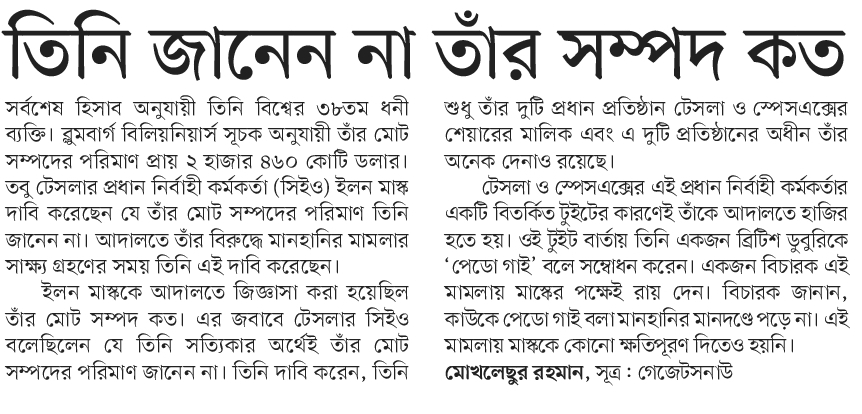 তিনি জানেন না তাঁর সম্পদ কত
সর্বশেষ হিসাব অনুযায়ী তিনি বিশ্বের ৩৮তম ধনী
ব্যক্তি। ব্লুমবার্গ বিলিয়নিয়ার্স সূচক অনুযায়ী তাঁর মোট
সম্পদের পরিমাণ প্রায় ২ হাজার ৪৬০ কোটি ডলার।
তবু টেসলার প্রধান নির্বাহী কর্মকর্তা (সিইও) ইলন মাস্ক
দাবি করেছেন যে তাঁর মোট সম্পদের পরিমাণ তিনি
জানেন না। আদালতে তাঁর বিরুদ্ধে মানহানির মামলার
সাক্ষ্য গ্রহণের সময় তিনি এই দাবি করেছেন।
ইলন মাস্ককে আদালতে জিজ্ঞাসা করা হয়েছিল
তাঁর মোট সম্পদ কত। এর জবাবে টেসলার সিইও
বলেছিলেন যে তিনি সত্যিকার অর্থেই তাঁর মোট
সম্পদের পরিমাণ জানেন না। তিনি দাবি করেন, তিনি
শুধু তাঁর দুটি প্রধান প্রতিষ্ঠান টেসলা ও স্পেসএক্সের
শেয়ারের মালিক এবং এ দুটি প্রতিষ্ঠানের অধীন তাঁর
অনেক দেনাও রয়েছে।
টেসলা ও স্পেসএক্সের এই প্রধান নির্বাহী কর্মকর্তার
একটি বিতর্কিত টুইটের কারণেই তাঁকে আদালতে হাজির
হতে হয়। ওই টুইট বার্তায় তিনি একজন ব্রিটিশ ডুবুরিকে
‘পেডো গাই’ বলে সম্বোধন করেন। একজন বিচারক এই
মামলায় মাস্কের পক্ষেই রায় দেন। বিচারক জানান,
কাউকে পেডো গাই বলা মানহানির মানদণ্ডে পড়ে না। এই
মামলায় মাস্ককে কোনো ক্ষতিপূরণ দিতেও হয়নি।
মোখলেছুর রহমান, সূত্র : গেজেটসনাউ